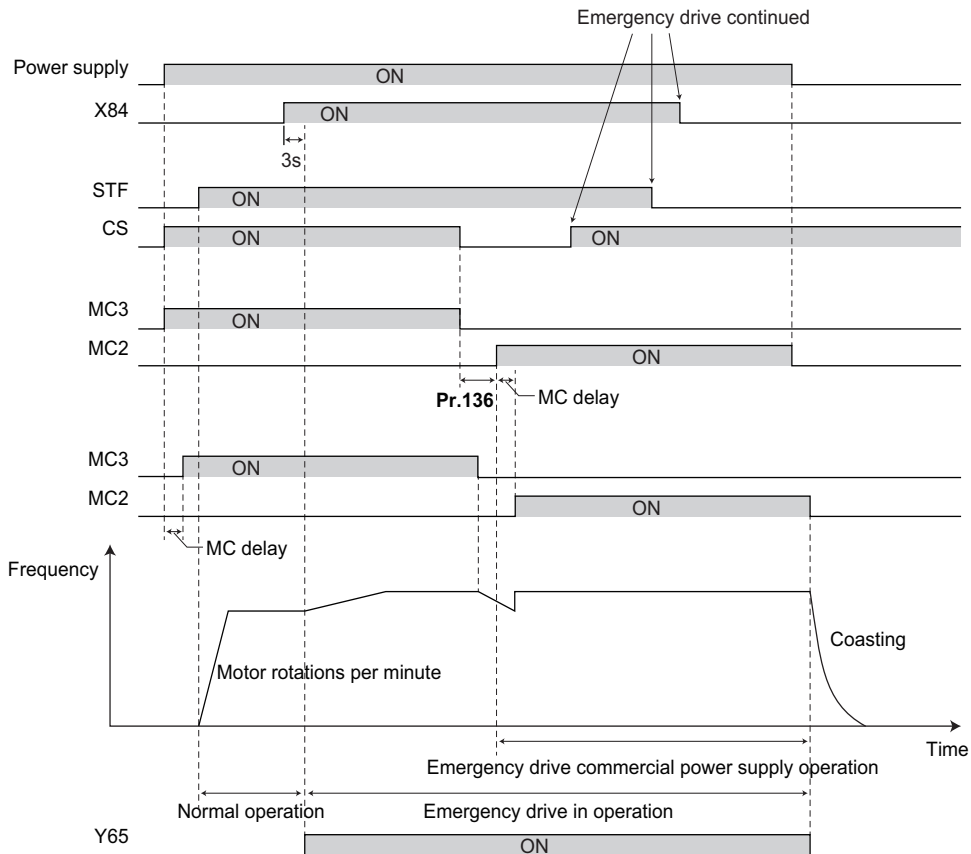 Emergency drive continued
Power supply
ON
X84
ON
3s
STF
ON
CS
ON
ON
MC3
ON
MC2
ON
Pr.136
MC delay
MC3
ON
MC2
ON
MC delay
Frequency
Coasting
Motor rotations per minute
Time
Emergency drive commercial power supply operation
Normal operation
Emergency drive in operation
Y65
ON